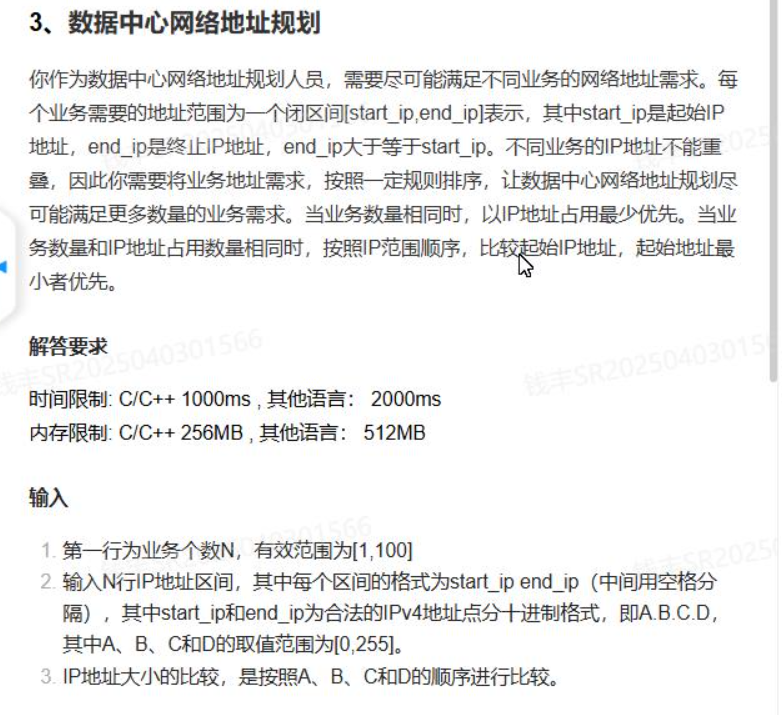 3、数据中心网络地址规划
你作为数据中心网络地址规划人员，需要尽可能满足不同业务的网络地址需求。每
个业务需要的地址范围为一个闭区间[start_ip,end_ip]表示，其中start_ip是起始IP
地址，end_ip是终止IP地址，end_ip大于等于start_ip。不同业务的IP地址不能重
叠，因此你需要将业务地址需求，按照一定规则排序，让数据中心网络地址规划尽
可能满足更多数量的业务需求。当业务数量相同时，以IP地址占用最少优先。当业
务数量和IP地址占用数量相同时，按照IP范围顺序，比较起始IP地址，起始地址最
小者优先。
解答要求
时间限制: C/C++ 1000ms , 其他语言： 2000ms
内存限制: C/C++ 256MB , 其他语言： 512MB
输入
1. 第一行为业务个数N，有效范围为[1,100]
2. 输入N行IP地址区间，其中每个区间的格式为start_ip end_ip（中间用空格分
隔），其中start_ip和end_ip为合法的IPv4地址点分十进制格式，即A.B.C.D，
其中A、B、C和D的取值范围为[0,255]。
3. IP地址大小的比较，是按照A、B、C和D的顺序进行比较。